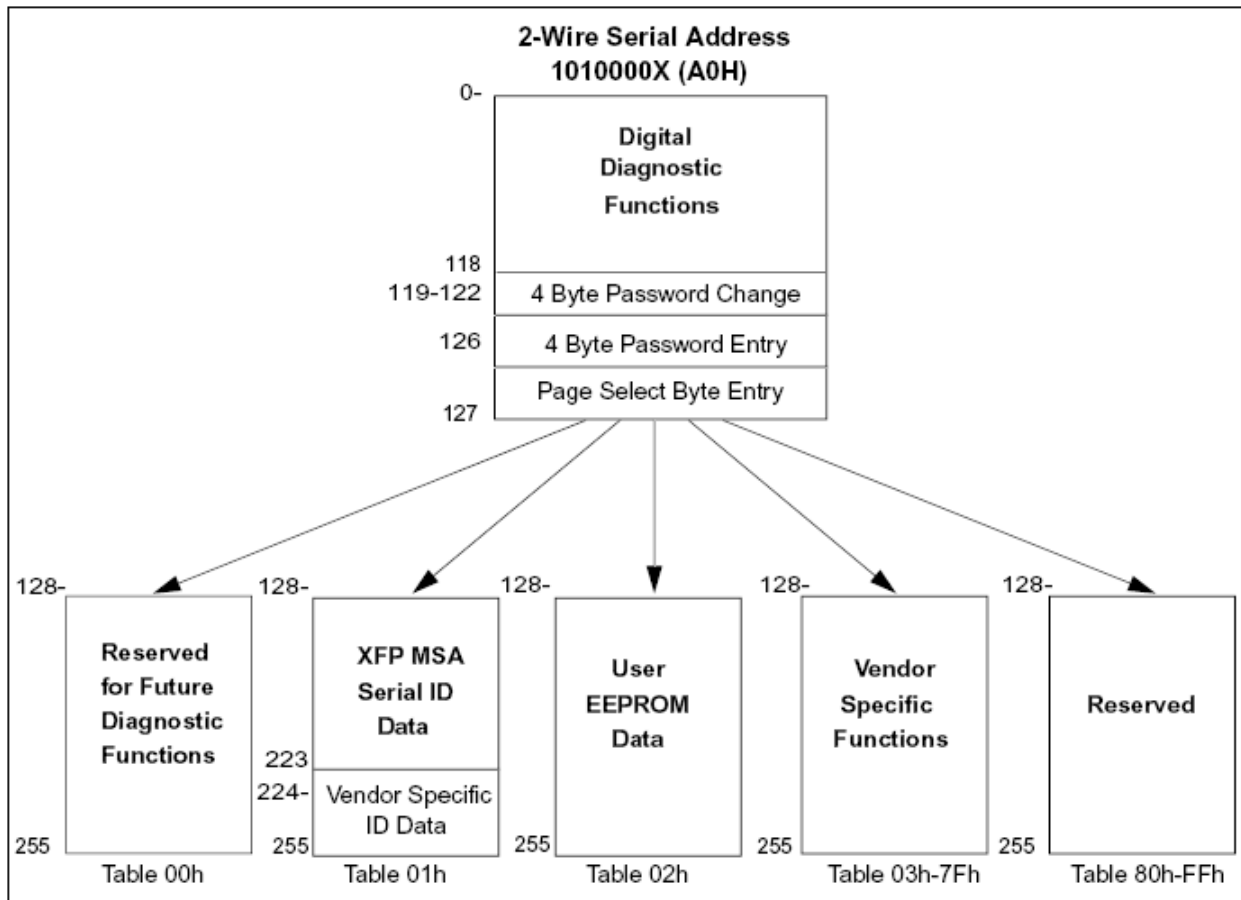 2-Wire Serial Address
1010000X (A0H)
0-
Digital
Diagnostic
Functions
118
119-122
4 Byte Password Change
126
4 Byte Password Entry
Page Select Byte Entry
127
128-
Reserved
for Future
Diagnostic
Functions
255
Table 00h
128-
XFP MSA
Serial ID
Data
223
224-
Vendor Specific
ID Data
255
Table 01h
128-
User
EEPROM
Data
255
Table 02h
128-
Vendor
Specific
Functions
255
Table 03h-7Fh
128-
Reserved
255
Table 80h-FFh